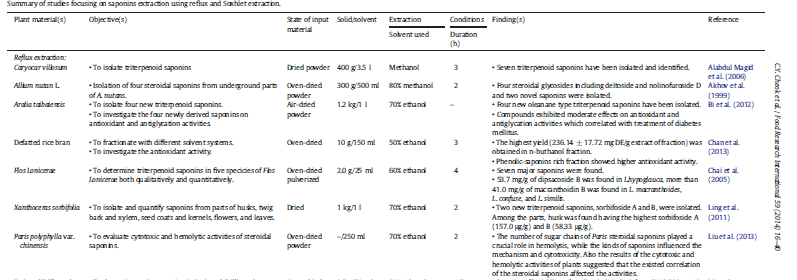 Summary of studies focusing on saponins extraction using reflux and Soxhlet extraction.
Plant material(s) Objective(s) State of input material Solid/solvent Extraction Conditions Finding(s) Reference
Solvent used Duration (h)
Reflux extraction:
Caryocar villosum • To isolate triterpenoid saponins Dried powder 400 g/3.5 l Methanol 3 • Seven triterpenoid saponins have been isolated and identified. Alabdul Magid et al. (2006)
Allium nutan L. • Isolation of four steroidal saponins from underground parts of A. nutans. Oven-dried powder 300 g/500 ml 80% methanol 2 • Four steroidal glycosides including deltoside and nolinofuroside D and two novel saponins were isolated. Akhov et al. (1999)
Aralia taibaiensis • To isolate four new triterpenoid saponins. Air-dried powder 1.2 kg/1 l 70% ethanol – • Four new oleanane type triterpenoid saponins have been isolated. Bi et al. (2012)
• To investigate the four newly derived saponins on antioxidant and antiglycation activities. • Compounds exhibited moderate effects on antioxidant and antiglycation activities which correlated with treatment of diabetes mellitus.
Defatted rice bran • To fractionate with different solvent systems. Oven-dried 10 g/150 ml 50% ethanol 3 • The highest yield (236.14 ± 17.72 mg DE/g extract of fraction) was obtained in n-buthanol fraction. Chan et al. (2013)
• To investigate the antioxidant activity. • Phenolic-saponins rich fraction showed higher antioxidant activity.
Flos Lonicerae • To determine triterpenoid saponins in five speciecies of Flos Lonicerae both qualitatively and quantitatively. Oven-dried pulverized 2.0 g/25 ml 60% ethanol 4 • Seven major saponins were found. Chai et al. (2005)
• 53.7 mg/g of dipsacoside B was found in L.hypoglauca, more than 41.0 mg/g of macranthoidin B was found in L. macranthoides, L. confuse, and L. similis.
Xanthoceras sorbifolia • To isolate and quantify saponins from parts of husks, twig bark and xylem, seed coats and kernels, flowers, and leaves. Dried 1 kg/1 l 70% ethanol 2 • Two new triterpenoid saponins, sorbifoside A and B, were isolated. Among the parts, husk was found having the highest sorbifoside A (157.0 μg/g) and B (58.33 μg/g). Ling et al. (2011)
Paris polyphylla var. chinensis • To evaluate cytotoxic and hemolytic activities of steroidal saponins. Oven-dried powder –/250 ml 70% ethanol 2 • The number of sugar chains of Paris steroidal saponins played a crucial role in hemolysis, while the kinds of saponins influenced the mechanism and cytotoxicity. Also the results of the cytotoxic and hemolytic activities of plants suggested that the existed correlation of the steroidal saponins affected the activities. Liu et al. (2013)
C.Y. Cheok et al. / Food Research International 59 (2014) 16–40